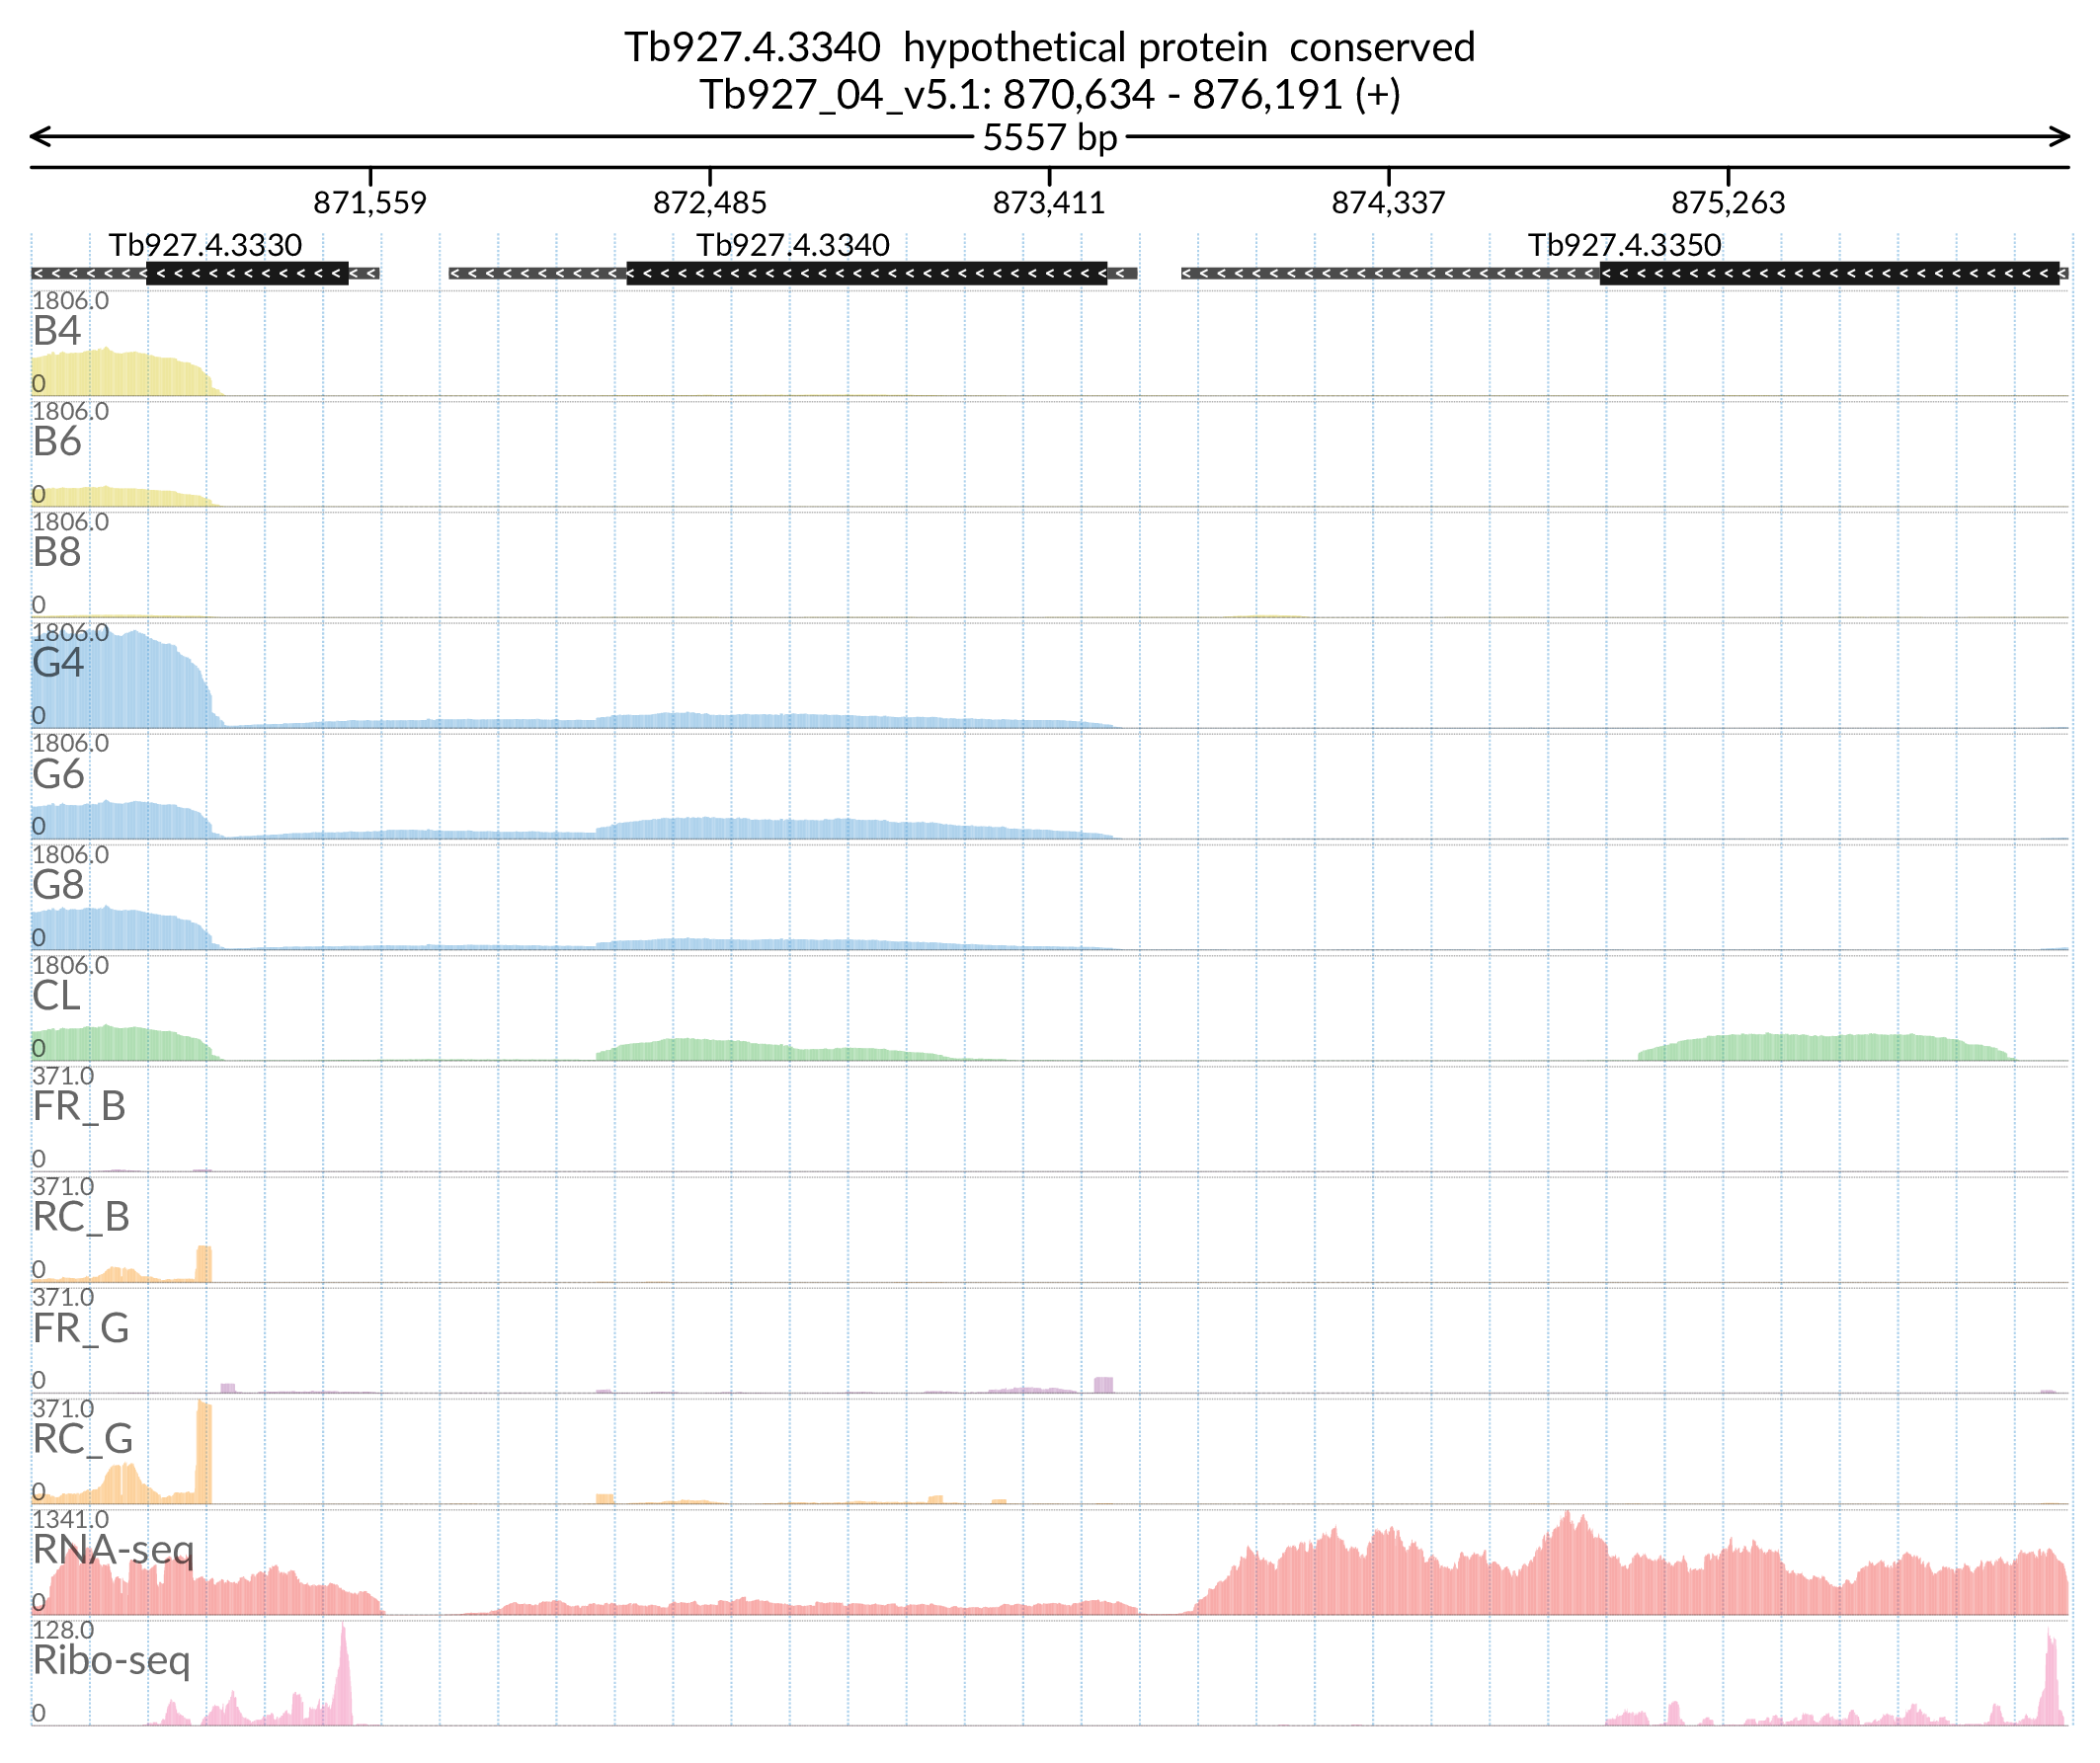 Tb927.4.3340  hypothetical protein  conserved
Tb927_04_v5.1: 870,634 - 876,191 (+)
5557 bp
871,559 872,485 873,411 874,337 875,263
Tb927.4.3330 Tb927.4.3340 Tb927.4.3350
1806.0
B4
0
1806.0
B6
0
1806.0
B8
0
1806.0
G4
0
1806.0
G6
0
1806.0
G8
0
1806.0
CL
0
371.0
FR_B
0
371.0
RC_B
0
371.0
FR_G
0
371.0
RC_G
0
1341.0
RNA-seq
0
128.0
Ribo-seq
0